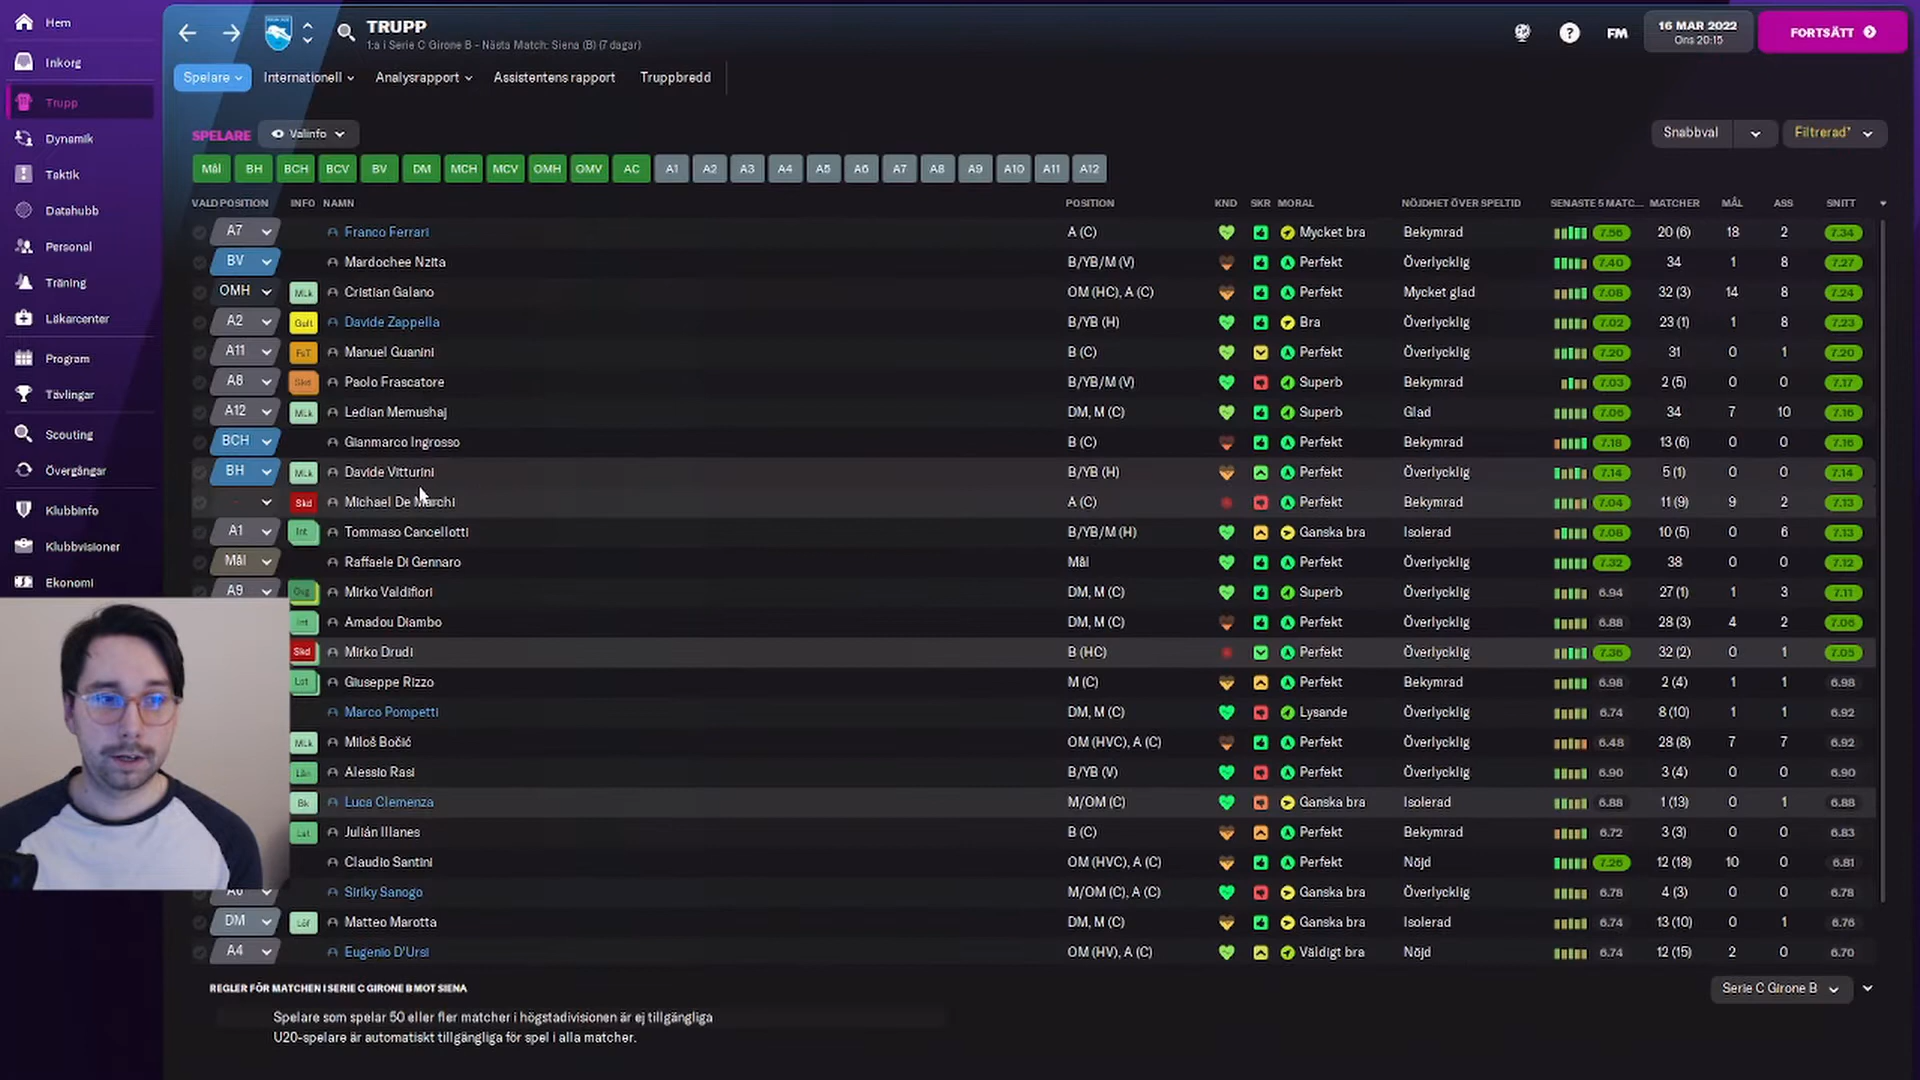 Hem
Inkorg
Trupp
Dynamik
Taktik
Datahubb
Personal
Träning
Läkarcenter
Program
Tävlingar
Scouting
Övergångar
Klubbinfo
Klubbvisioner
Ekonomi
TRUPP
1:a i Serie C Girone B - Nästa Match: Siena (B) (7 dagar)
? FM
16 MAR 2022
Ons 20:15
FORTSÄTT
Spelare Internationell Analysrapport Assistentens rapport Truppbredd
SPELARE Valinfo Snabbval Filtrerad*
Mål BH BCH BCV BV DM MCH MCV OMH OMV AC A1 A2 A3 A4 A5 A6 A7 A8 A9 A10 A11 A12
VALD POSITION INFO NAMN POSITION KND SKR MORAL NÖJDHET ÖVER SPELTID SENASTE 5 MATC... MATCHER MÅL ASS SNITT
A7 Franco Ferrari A (C) Mycket bra Bekymrad 7.56 20 (6) 18 2 7.34
BV Mardochee Nzita B/YB/M (V) Perfekt Överlycklig 7.40 34 1 8 7.27
OMH MLk Cristian Galano OM (HC), A (C) Perfekt Mycket glad 7.08 32 (3) 14 8 7.24
A2 Gult Davide Zappella B/YB (H) Bra Överlycklig 7.02 23 (1) 1 8 7.23
A11 FsT Manuel Guanini B (C) Perfekt Överlycklig 7.20 31 0 1 7.20
A8 Skd Paolo Frascatore B/YB/M (V) Superb Bekymrad 7.03 2 (5) 0 0 7.17
A12 MLk Ledian Memushaj DM, M (C) Superb Glad 7.06 34 7 10 7.16
BCH Gianmarco Ingrosso B (C) Perfekt Bekymrad 7.18 13 (6) 0 0 7.16
BH MLk Davide Vitturini B/YB (H) Perfekt Överlycklig 7.14 5 (1) 0 0 7.14
Skd Michael De Marchi A (C) Perfekt Bekymrad 7.04 11 (9) 9 2 7.13
A1 Int Tommaso Cancellotti B/YB/M (H) Ganska bra Isolerad 7.08 10 (5) 0 6 7.13
Mål Raffaele Di Gennaro Mål Perfekt Överlycklig 7.32 38 0 0 7.12
A9 Mirko Valdifiori DM, M (C) Superb Överlycklig 6.94 27 (1) 1 3 7.11
Int Amadou Diambo DM, M (C) Perfekt Överlycklig 6.88 28 (3) 4 2 7.06
Skd Mirko Drudi B (HC) Perfekt Överlycklig 7.36 32 (2) 0 1 7.05
Lst Giuseppe Rizzo M (C) Perfekt Bekymrad 6.98 2 (4) 1 1 6.98
Marco Pompetti DM, M (C) Lysande Överlycklig 6.74 8 (10) 1 1 6.92
MLk Miloš Bočić OM (HVC), A (C) Perfekt Överlycklig 6.48 28 (8) 7 7 6.92
Lån Alessio Rasi B/YB (V) Perfekt Överlycklig 6.90 3 (4) 0 0 6.90
Bk Luca Clemenza M/OM (C) Ganska bra Isolerad 6.88 1 (13) 0 1 6.88
Lst Julián Illanes B (C) Perfekt Bekymrad 6.72 3 (3) 0 0 6.83
Claudio Santini OM (HVC), A (C) Perfekt Nöjd 7.26 12 (18) 10 0 6.81
A6 Siriky Sanogo M/OM (C), A (C) Ganska bra Överlycklig 6.78 4 (3) 0 0 6.78
DM Löf Matteo Marotta DM, M (C) Ganska bra Isolerad 6.74 13 (10) 0 1 6.76
A4 Eugenio D'Ursi OM (HV), A (C) Väldigt bra Nöjd 6.74 12 (15) 2 0 6.70
REGLER FÖR MATCHEN I SERIE C GIRONE B MOT SIENA Serie C Girone B
Spelare som spelar 50 eller fler matcher i högstadivisionen är ej tillgängliga
U20-spelare är automatiskt tillgängliga för spel i alla matcher.